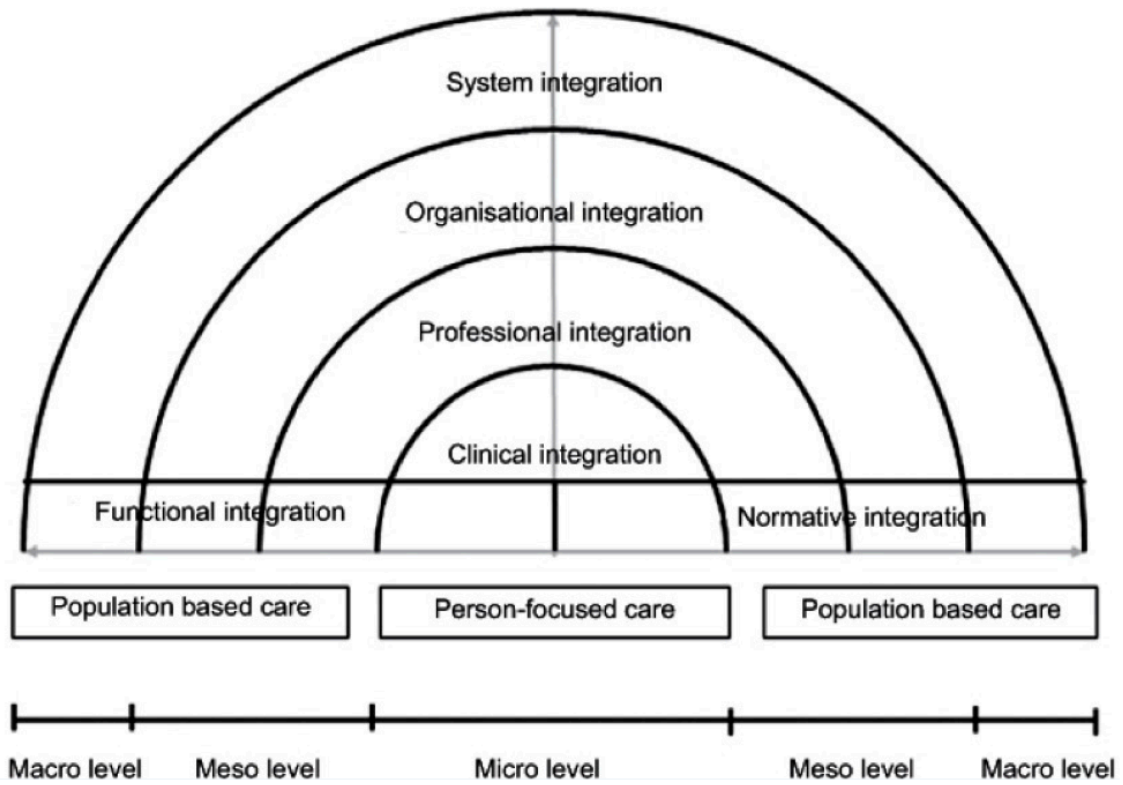 System integration
Organisational integration
Professional integration
Clinical integration
Functional integration
Normative integration
Population based care
Person-focused care
Population based care
Macro level
Meso level
Micro level
Meso level
Macro level